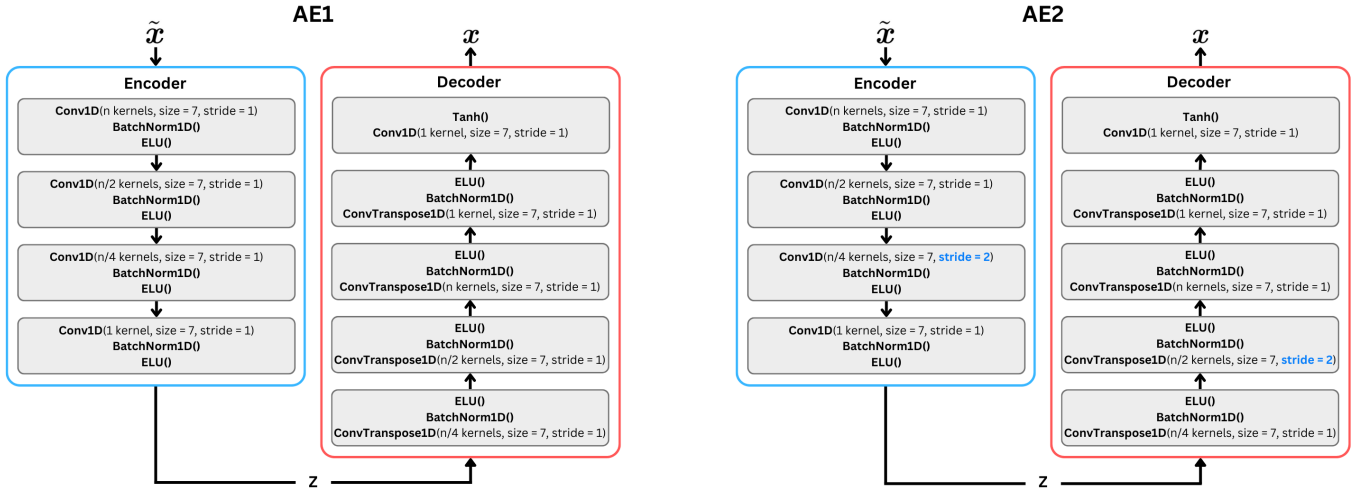 AE1
x̃
Encoder
Conv1D(n kernels, size = 7, stride = 1)
BatchNorm1D()
ELU()
Conv1D(n/2 kernels, size = 7, stride = 1)
BatchNorm1D()
ELU()
Conv1D(n/4 kernels, size = 7, stride = 1)
BatchNorm1D()
ELU()
Conv1D(1 kernel, size = 7, stride = 1)
BatchNorm1D()
ELU()
x
Decoder
Tanh()
Conv1D(1 kernel, size = 7, stride = 1)
ELU()
BatchNorm1D()
ConvTranspose1D(1 kernel, size = 7, stride = 1)
ELU()
BatchNorm1D()
ConvTranspose1D(n kernels, size = 7, stride = 1)
ELU()
BatchNorm1D()
ConvTranspose1D(n/2 kernels, size = 7, stride = 1)
ELU()
BatchNorm1D()
ConvTranspose1D(n/4 kernels, size = 7, stride = 1)
z
AE2
x̃
Encoder
Conv1D(n kernels, size = 7, stride = 1)
BatchNorm1D()
ELU()
Conv1D(n/2 kernels, size = 7, stride = 1)
BatchNorm1D()
ELU()
Conv1D(n/4 kernels, size = 7, stride = 2)
BatchNorm1D()
ELU()
Conv1D(1 kernel, size = 7, stride = 1)
BatchNorm1D()
ELU()
x
Decoder
Tanh()
Conv1D(1 kernel, size = 7, stride = 1)
ELU()
BatchNorm1D()
ConvTranspose1D(1 kernel, size = 7, stride = 1)
ELU()
BatchNorm1D()
ConvTranspose1D(n kernels, size = 7, stride = 1)
ELU()
BatchNorm1D()
ConvTranspose1D(n/2 kernels, size = 7, stride = 2)
ELU()
BatchNorm1D()
ConvTranspose1D(n/4 kernels, size = 7, stride = 1)
z